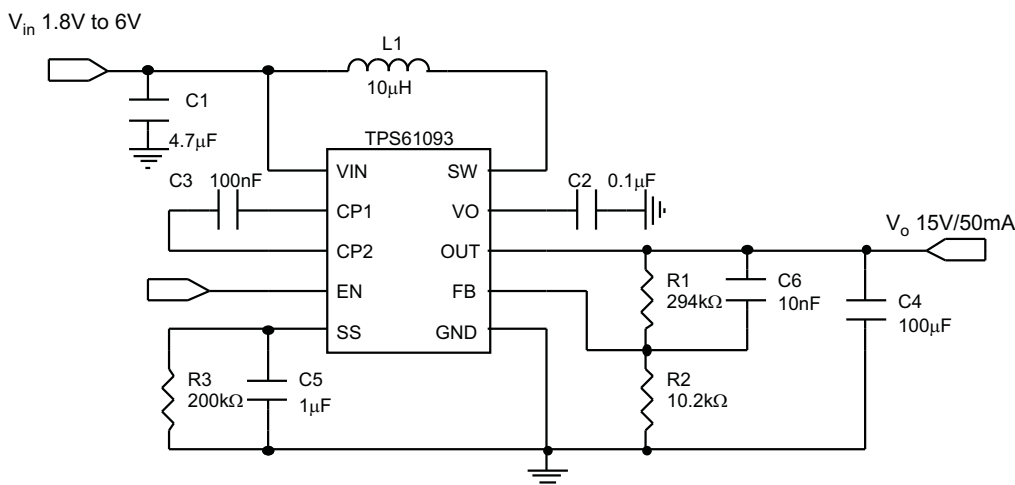 Vin 1.8V to 6V
L1
10μH
C1
4.7μF
TPS61093
C3 100nF
VIN
SW
C2 0.1μF
CP1
VO
Vo 15V/50mA
CP2
OUT
EN
FB
R1
294kΩ
C6
10nF
C4
100μF
SS
GND
R3
200kΩ
C5
1μF
R2
10.2kΩ